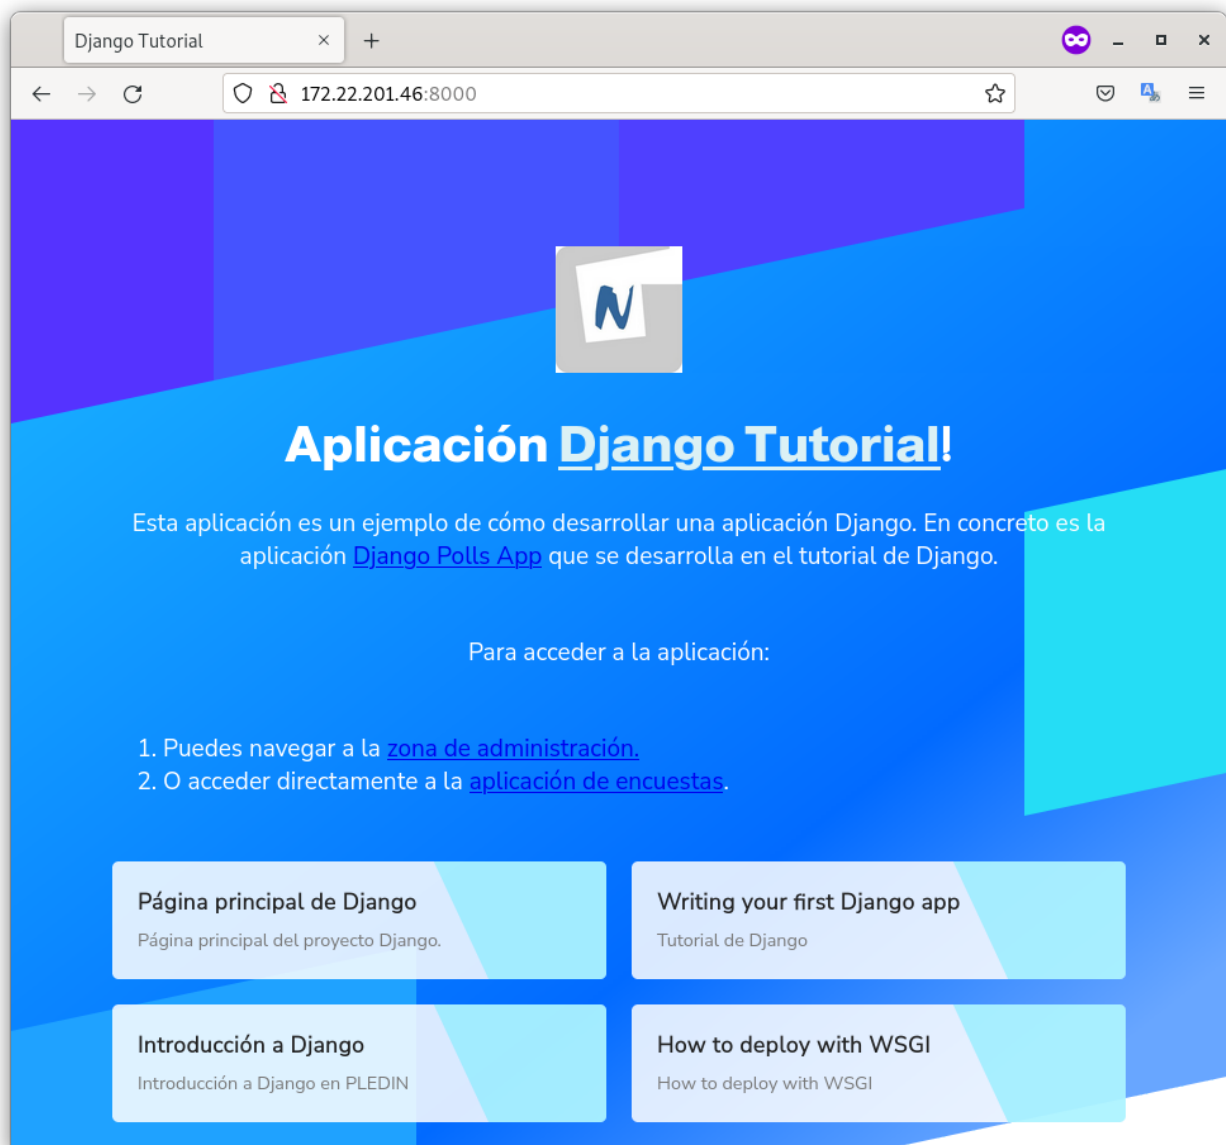 Django Tutorial
172.22.201.46:8000
N
Aplicación Django Tutorial!
Esta aplicación es un ejemplo de cómo desarrollar una aplicación Django. En concreto es la
aplicación Django Polls App que se desarrolla en el tutorial de Django.
Para acceder a la aplicación:
1. Puedes navegar a la zona de administración.
2. O acceder directamente a la aplicación de encuestas.
Página principal de Django
Página principal del proyecto Django.
Writing your first Django app
Tutorial de Django
Introducción a Django
Introducción a Django en PLEDIN
How to deploy with WSGI
How to deploy with WSGI